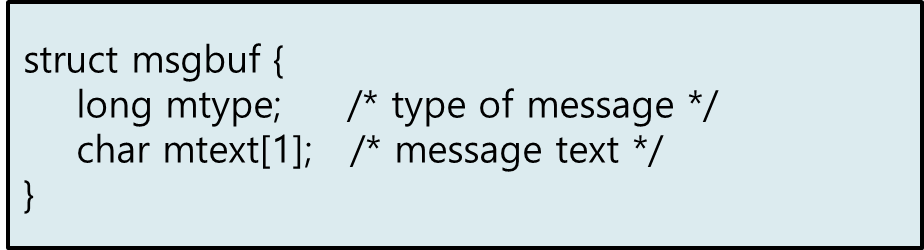 struct msgbuf {
long mtype; /* type of message */
char mtext[1]; /* message text */
}